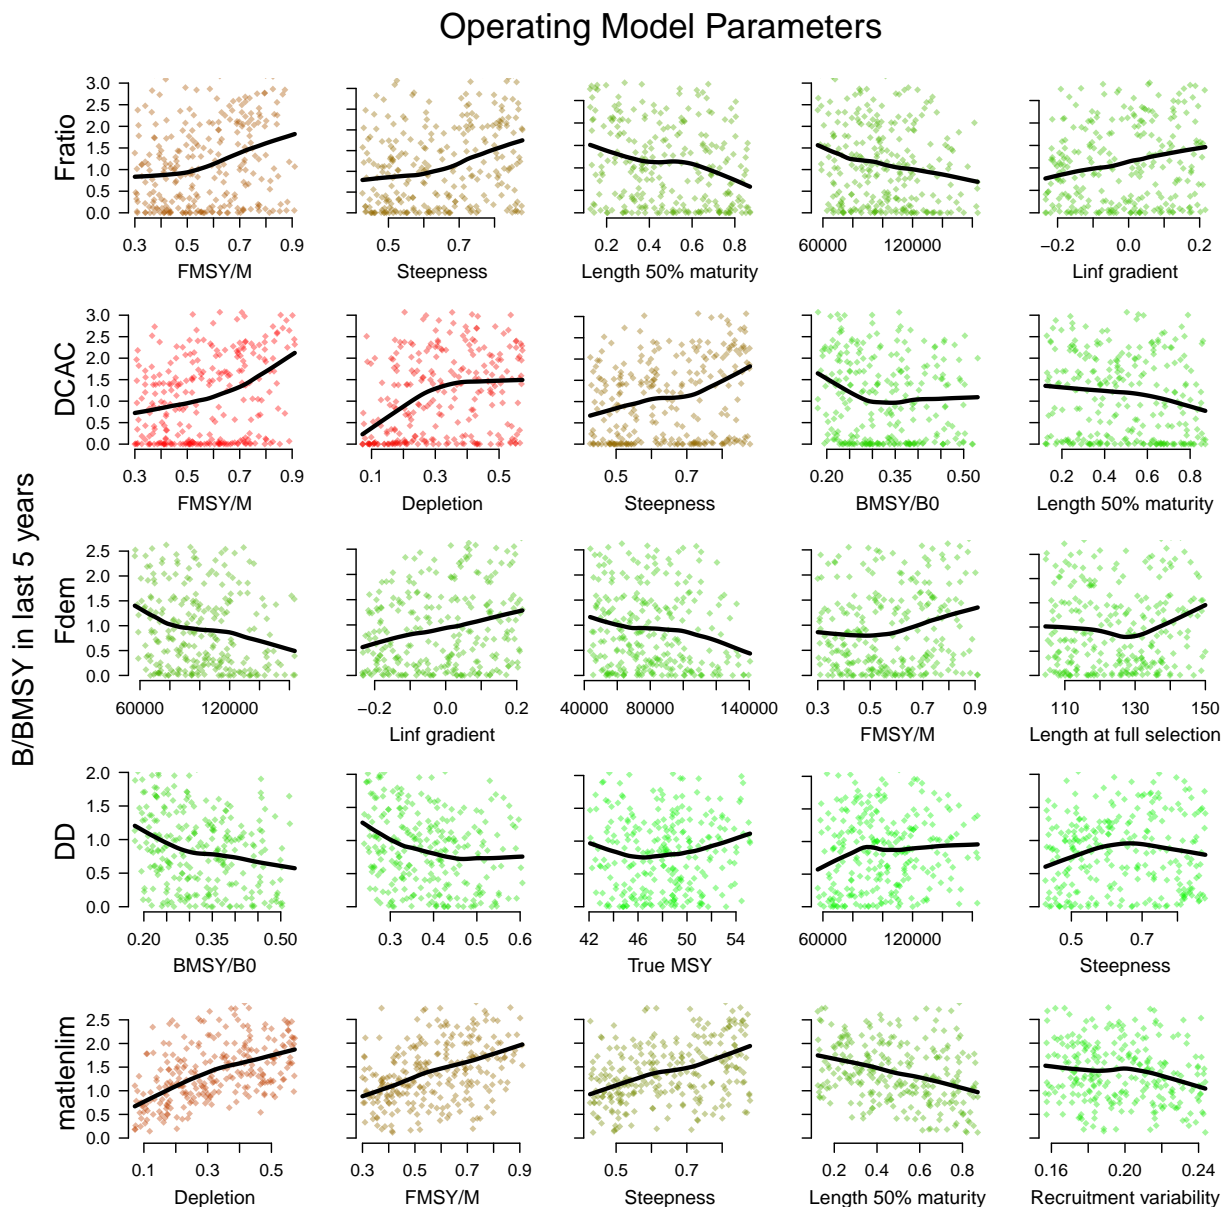 Operating Model Parameters
B/BMSY in last 5 years
Fratio
0.0 0.5 1.0 1.5 2.0 2.5 3.0
0.3 0.5 0.7 0.9
FMSY/M
0.5 0.7
Steepness
0.2 0.4 0.6 0.8
Length 50% maturity
60000 120000
−0.2 0.0 0.2
Linf gradient
DCAC
0.0 0.5 1.0 1.5 2.0 2.5 3.0
0.3 0.5 0.7 0.9
FMSY/M
0.1 0.3 0.5
Depletion
0.5 0.7
Steepness
0.20 0.35 0.50
BMSY/B0
0.2 0.4 0.6 0.8
Length 50% maturity
Fdem
0.0 0.5 1.0 1.5 2.0 2.5
60000 120000
−0.2 0.0 0.2
Linf gradient
40000 80000 140000
0.3 0.5 0.7 0.9
FMSY/M
110 130 150
Length at full selection
DD
0.0 0.5 1.0 1.5 2.0
0.20 0.35 0.50
BMSY/B0
0.3 0.4 0.5 0.6
42 46 50 54
True MSY
60000 120000
0.5 0.7
Steepness
matlenlim
0.0 0.5 1.0 1.5 2.0 2.5
0.1 0.3 0.5
Depletion
0.3 0.5 0.7 0.9
FMSY/M
0.5 0.7
Steepness
0.2 0.4 0.6 0.8
Length 50% maturity
0.16 0.20 0.24
Recruitment variability